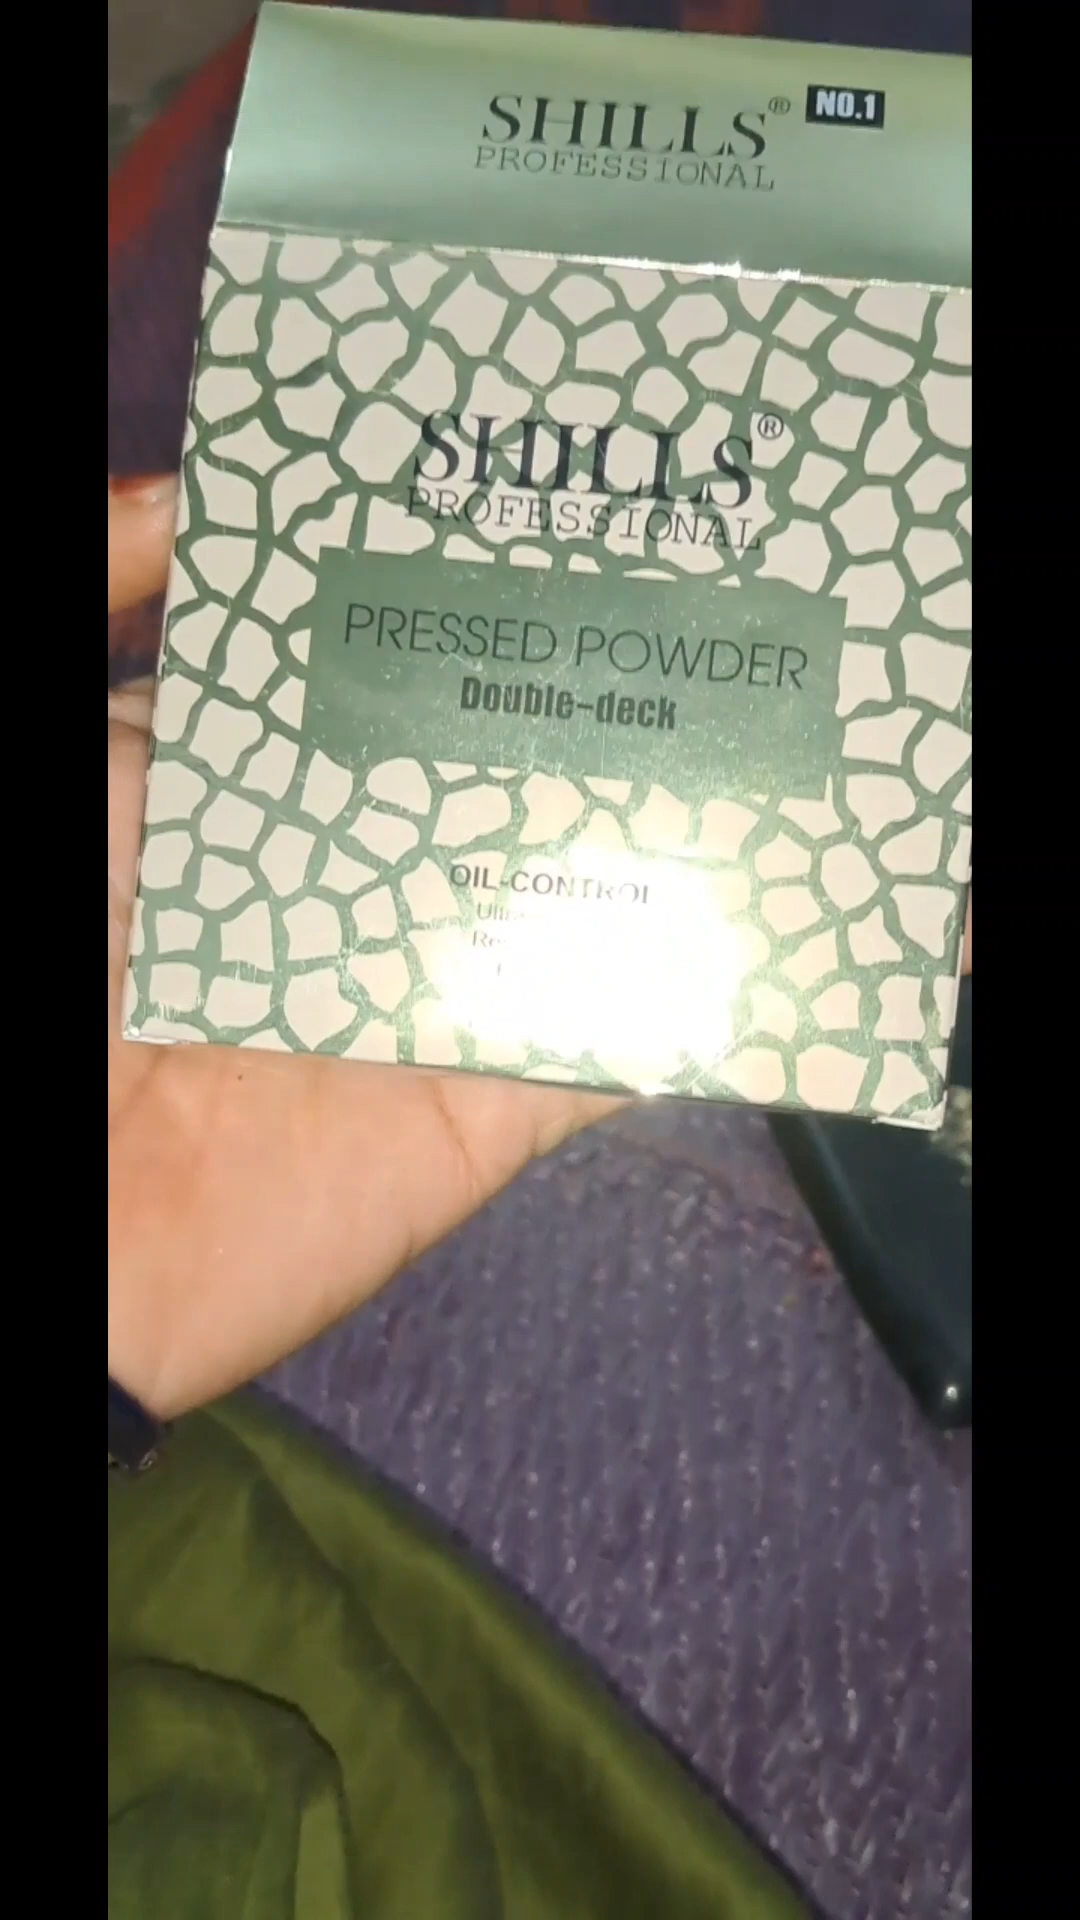 SHILLS® NO.1
PROFESSIONAL
SHILLS®
PROFESSIONAL
PRESSED POWDER
Double-deck
OIL-CONTROL